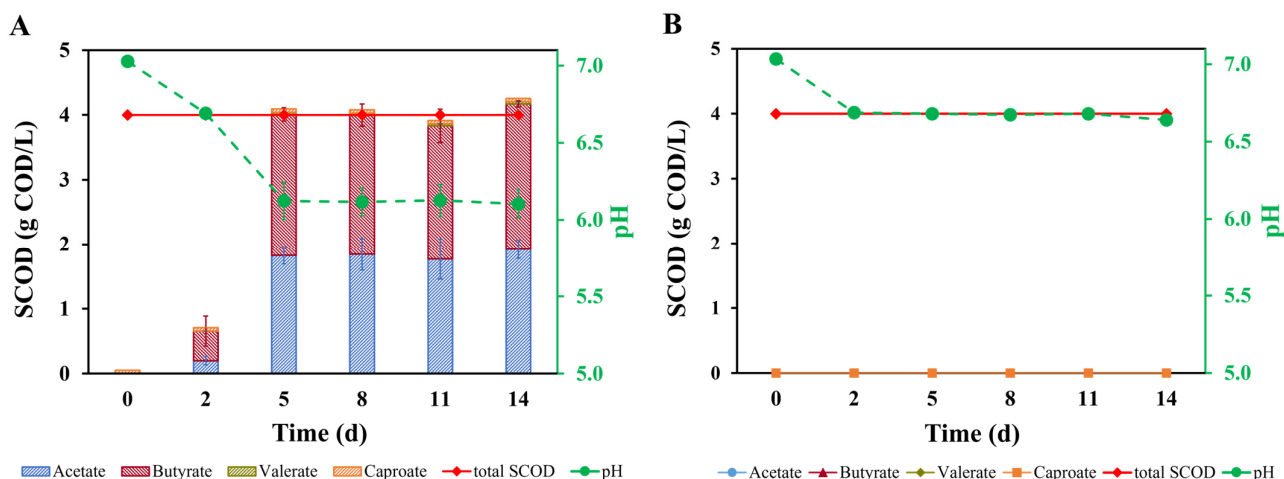 A
5
4
3
2
1
0
SCOD (g COD/L)
7.0
6.5
6.0
5.5
5.0
pH
0 2 5 8 11 14
Time (d)
Acetate Butyrate Valerate Caproate total SCOD pH
B
5
4
3
2
1
0
SCOD (g COD/L)
7.0
6.5
6.0
5.5
5.0
pH
0 2 5 8 11 14
Time (d)
Acetate Butyrate Valerate Caproate total SCOD pH